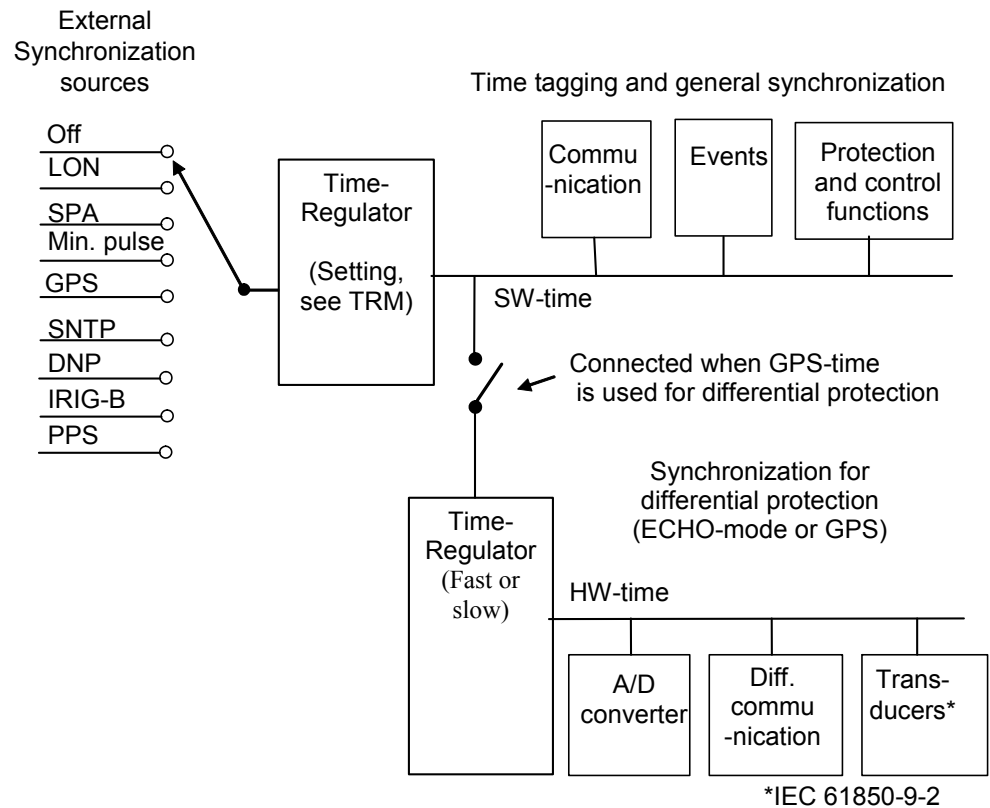 External
Synchronization
sources
Time tagging and general synchronization
Off
LON
SPA
Min. pulse
GPS
SNTP
DNP
IRIG-B
PPS
Time-
Regulator
(Setting,
see TRM)
Commu
-nication
Events
Protection
and control
functions
SW-time
Connected when GPS-time
is used for differential protection
Synchronization for
differential protection
(ECHO-mode or GPS)
Time-
Regulator
(Fast or
slow)
HW-time
A/D
converter
Diff.
commu
-nication
Trans-
ducers*
*IEC 61850-9-2